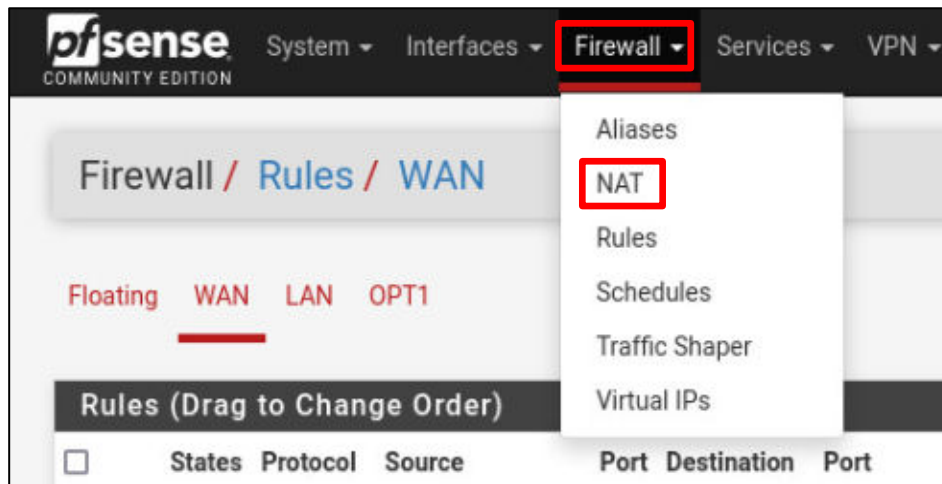 pfsense System Interfaces Firewall Services VPN
COMMUNITY EDITION
Firewall / Rules / WAN
Aliases
NAT
Rules
Schedules
Traffic Shaper
Virtual IPs
Floating WAN LAN OPT1
Rules (Drag to Change Order)
States Protocol Source Port Destination Port